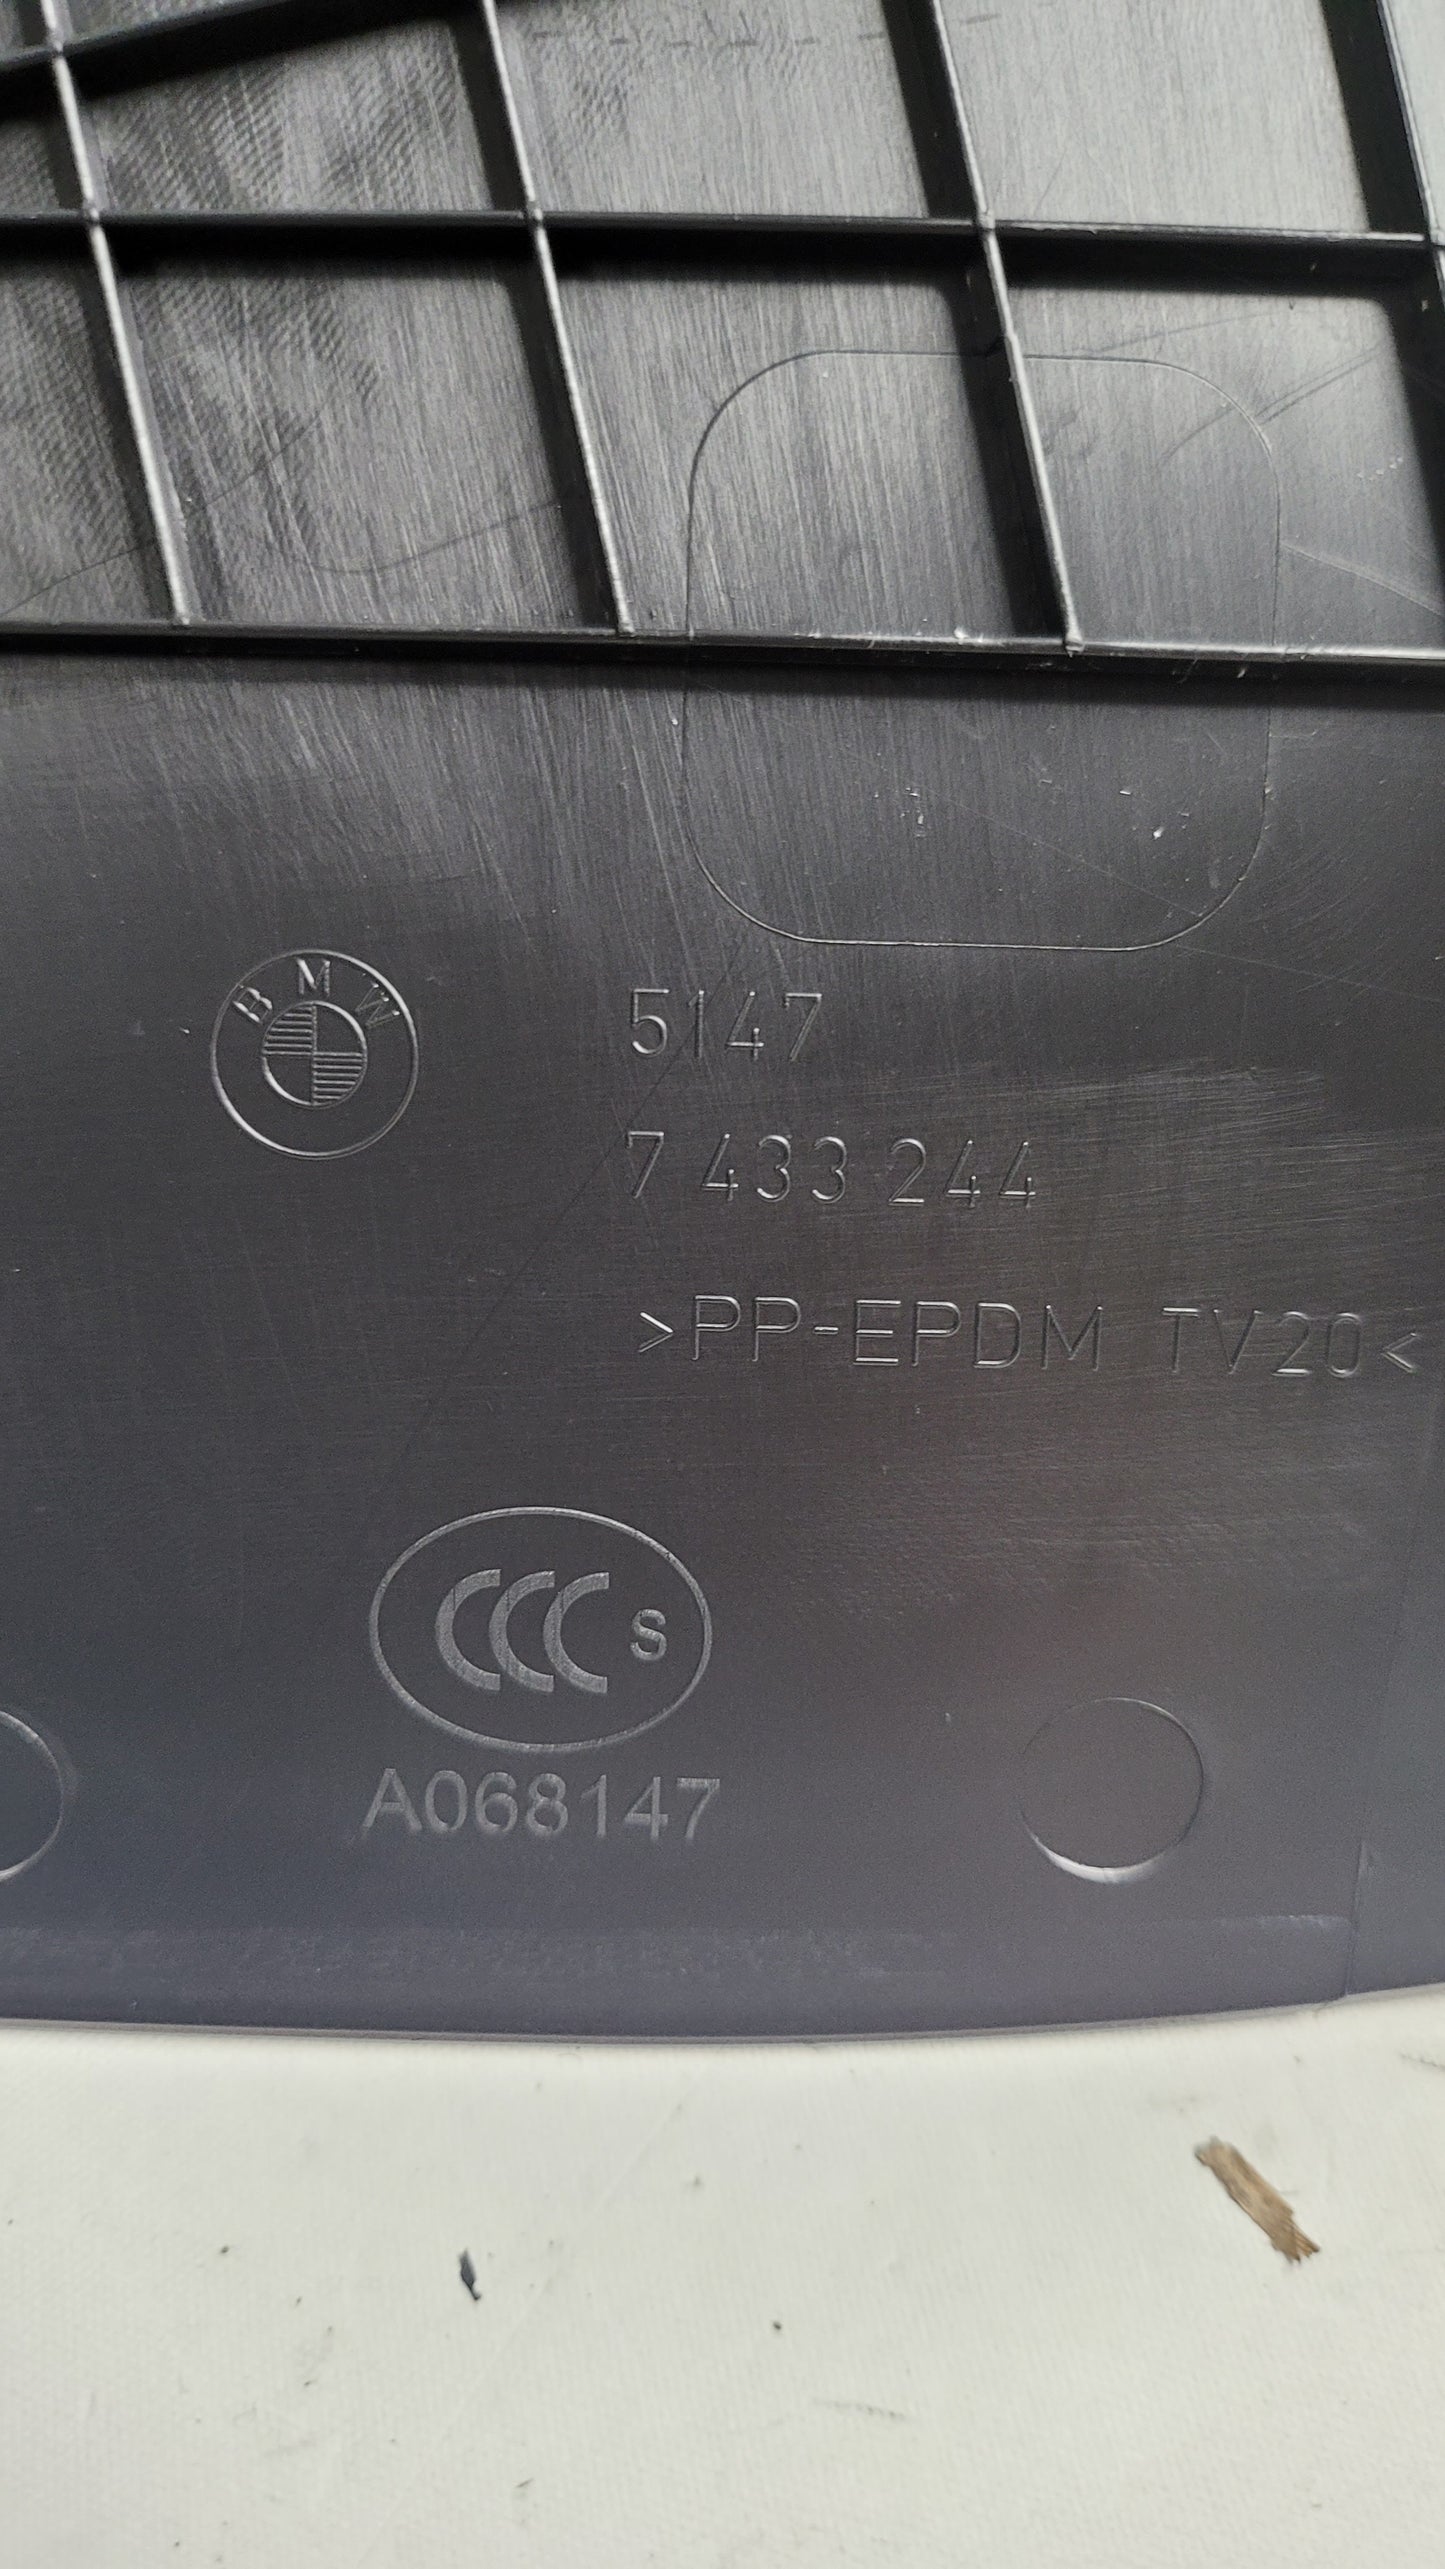 BMW
5147
7 433 244
>PP-EPDM TV20<
CCC S
A068147